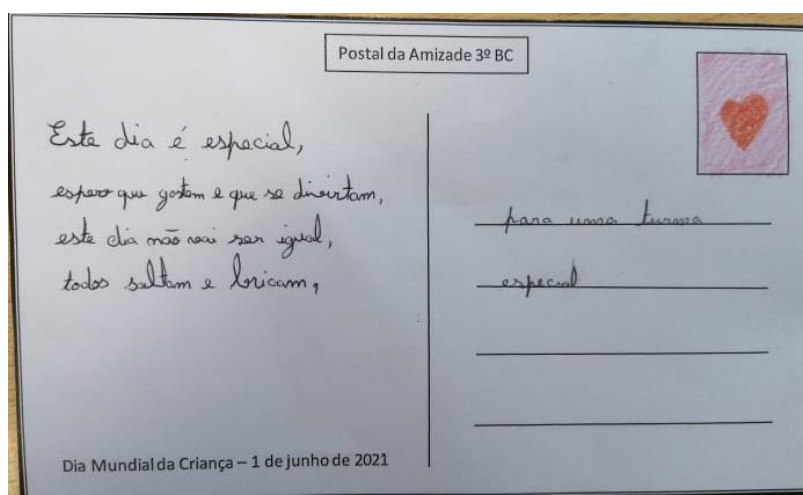 Postal da Amizade 3º BC
Este dia é especial,
espero que gostem e que se divirtam,
este dia não vai ser igual,
todos saltam e bricam,
para uma turma
especial
Dia Mundial da Criança – 1 de junho de 2021